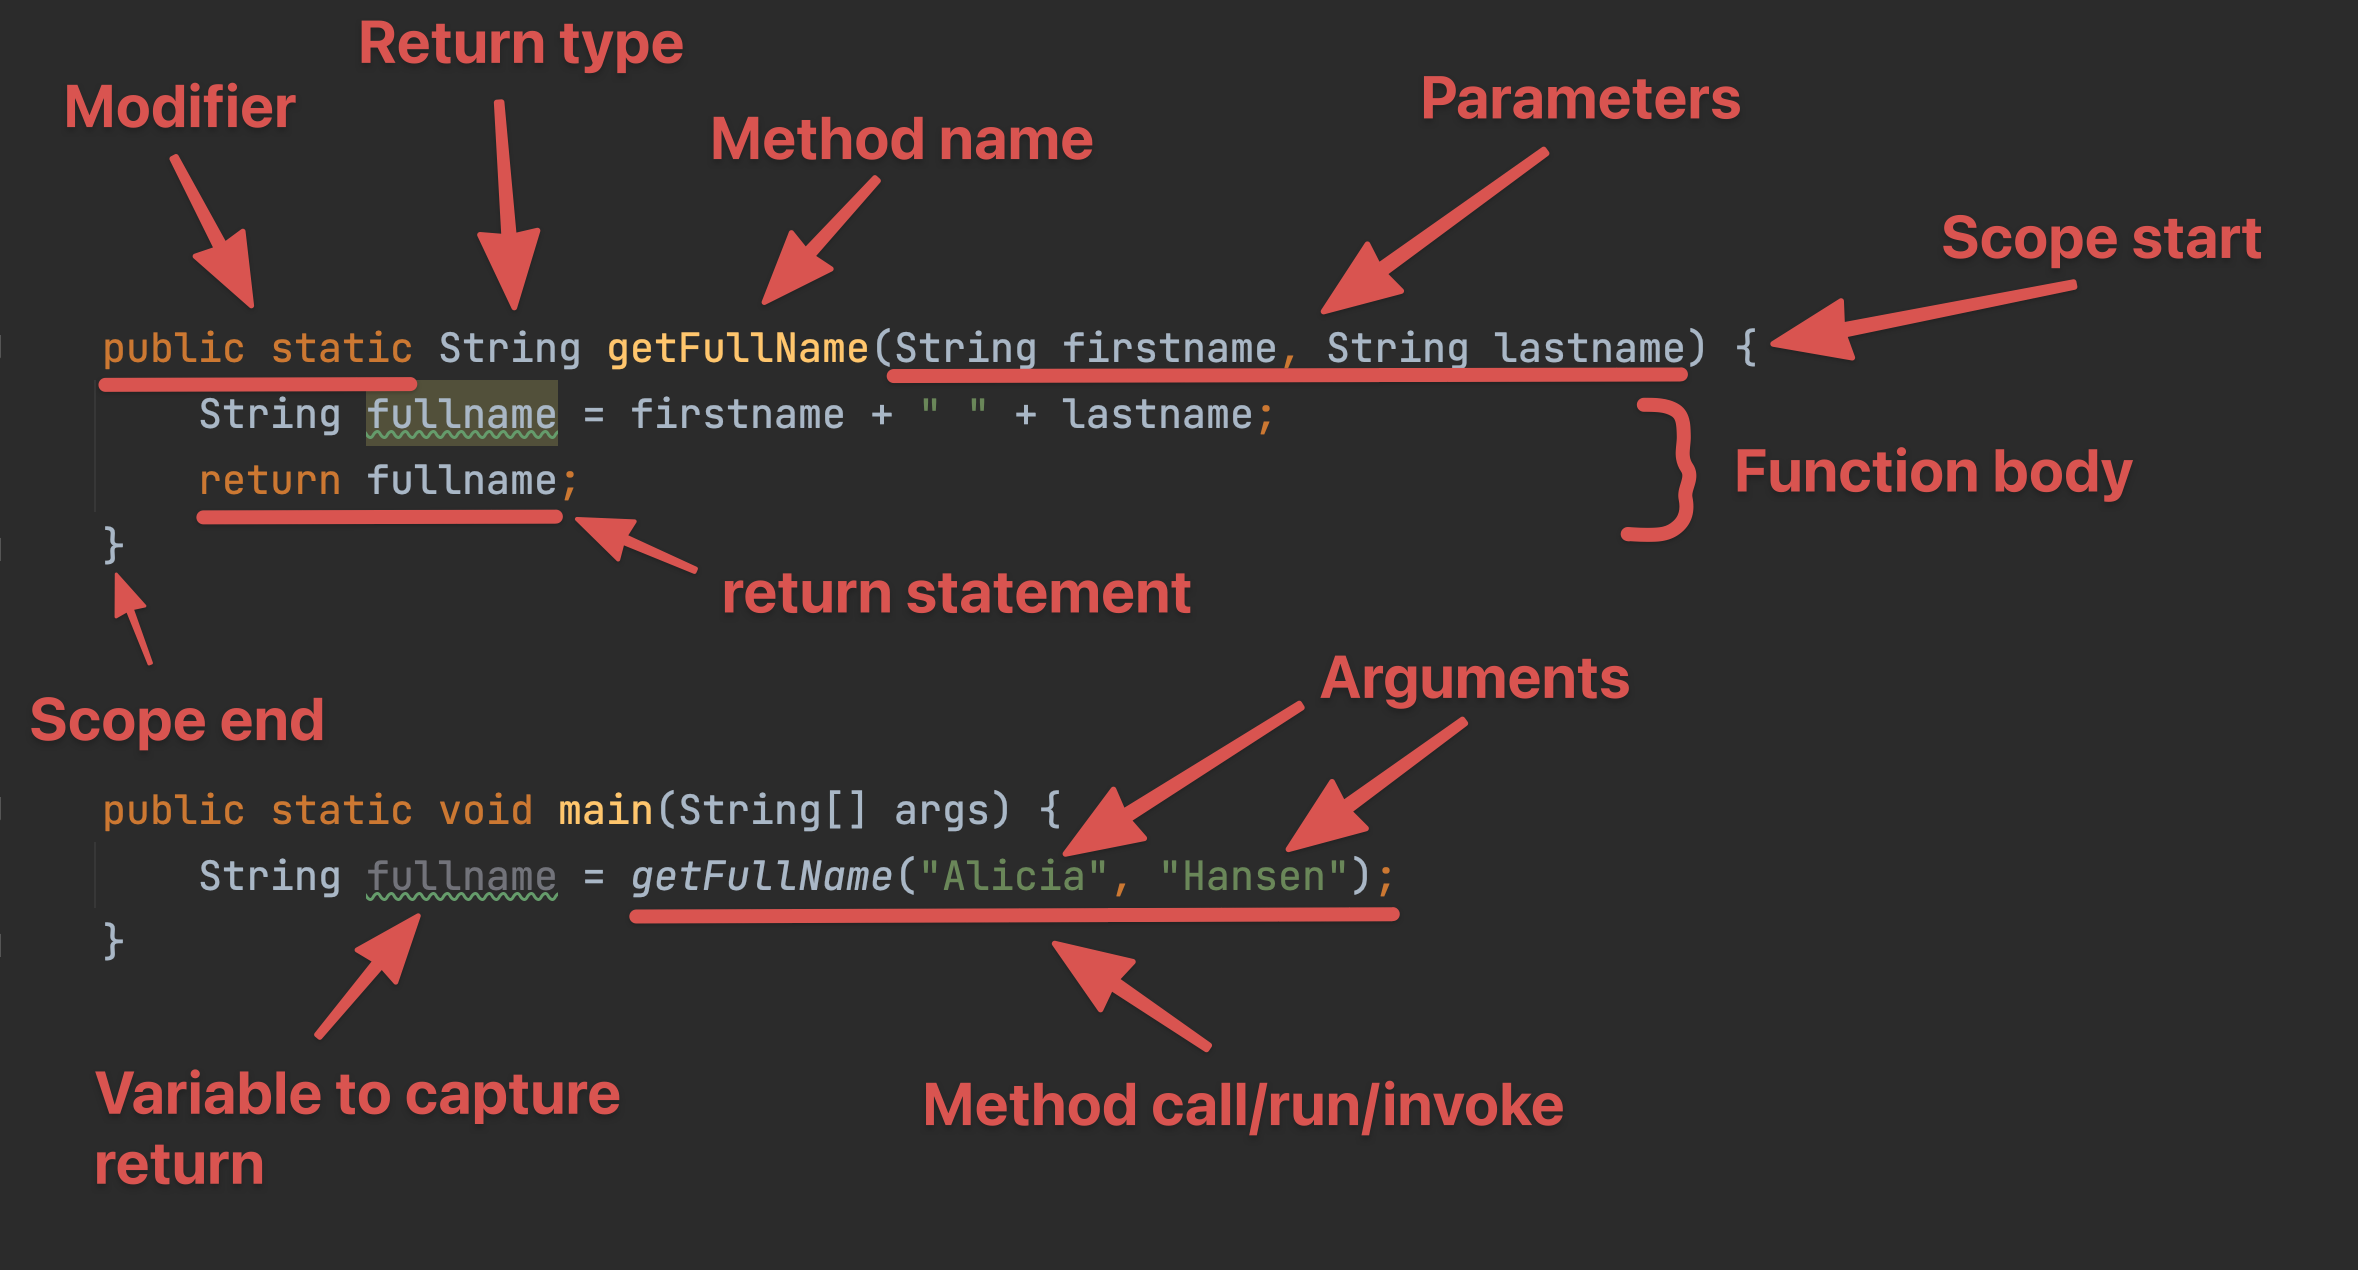 Return type
Modifier
Method name
Parameters
Scope start
public static String getFullName(String firstname, String lastname) {
String fullname = firstname + " " + lastname;
Function body
return fullname;
}
return statement
Scope end
Arguments
public static void main(String[] args) {
String fullname = getFullName("Alicia", "Hansen");
}
Variable to capture
return
Method call/run/invoke